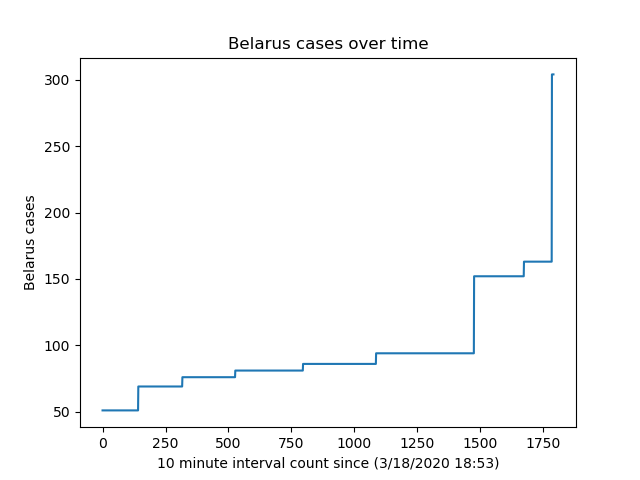 Belarus cases over time
300
250
200
150
100
50
Belarus cases
0 250 500 750 1000 1250 1500 1750
10 minute interval count since (3/18/2020 18:53)